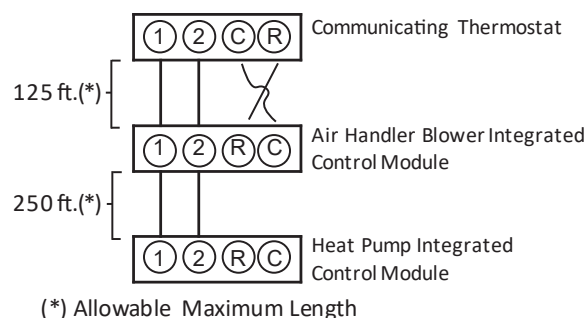 1 2 C R
Communicating Thermostat
125 ft.(*)
1 2 R C
Air Handler Blower Integrated
Control Module
250 ft.(*)
1 2 R C
Heat Pump Integrated
Control Module
(*) Allowable Maximum Length